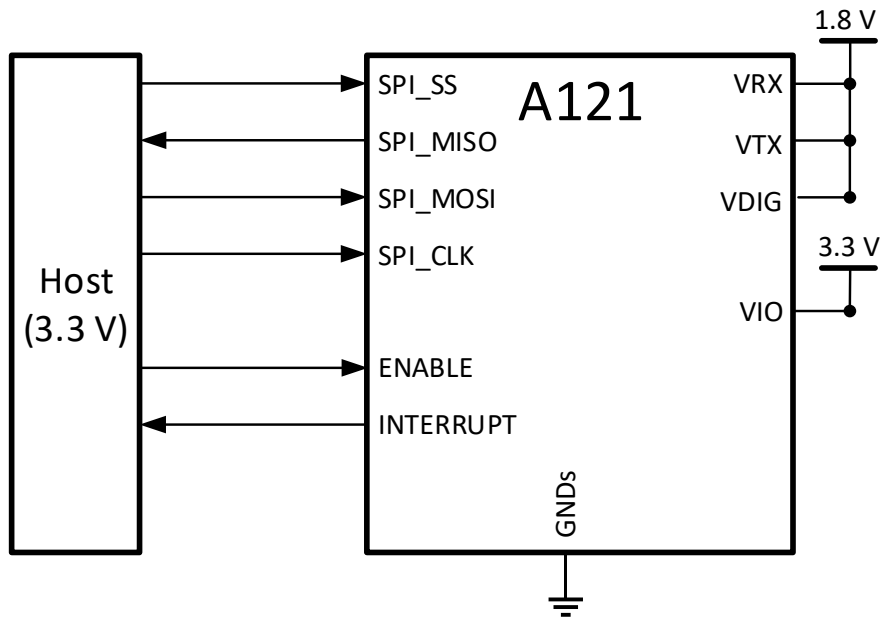 1.8 V
A121
SPI_SS
SPI_MISO
SPI_MOSI
SPI_CLK
ENABLE
INTERRUPT
Host
(3.3 V)
VRX
VTX
VDIG
3.3 V
VIO
GNDs